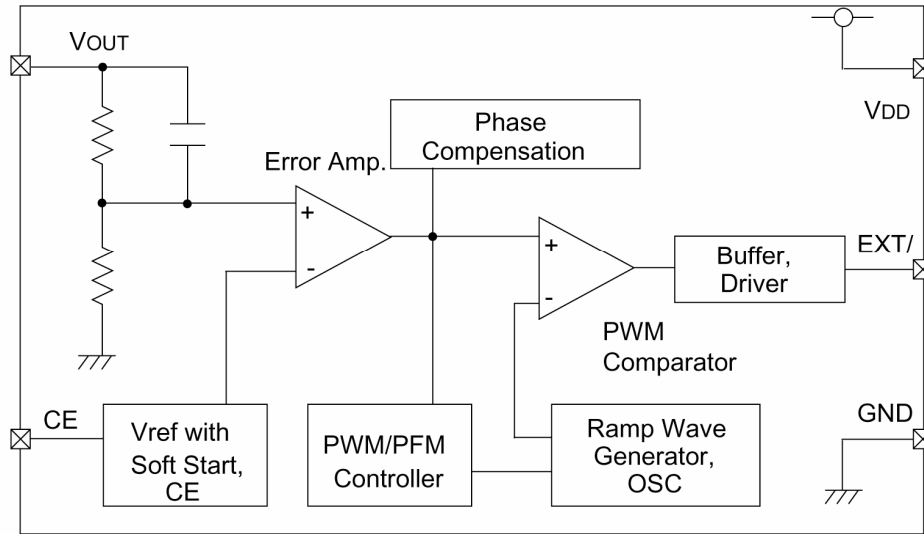 VOUT
VDD
Phase
Compensation
Error Amp.
+
-
+
-
Buffer,
Driver
EXT/
PWM
Comparator
CE
Vref with
Soft Start,
CE
PWM/PFM
Controller
Ramp Wave
Generator,
OSC
GND